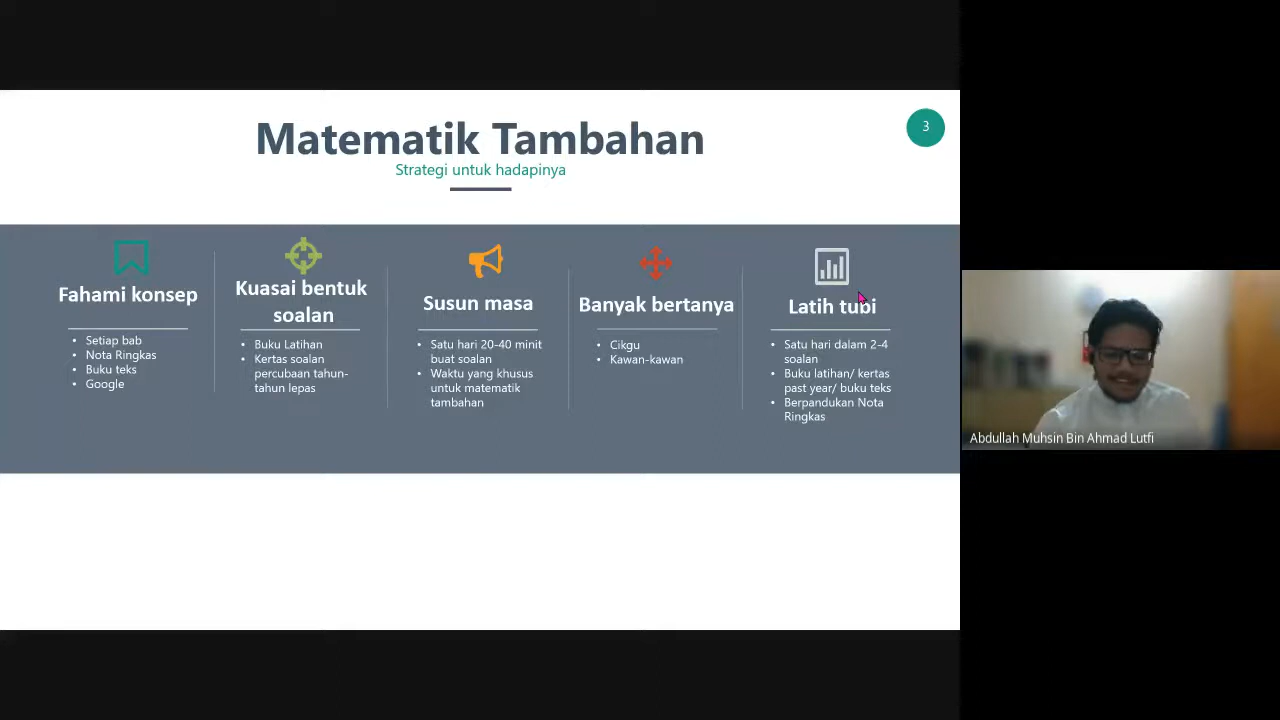 Matematik Tambahan
3
Strategi untuk hadapinya
Fahami konsep
• Setiap bab
• Nota Ringkas
• Buku teks
• Google
Kuasai bentuk
soalan
• Buku Latihan
• Kertas soalan
percubaan tahun-
tahun lepas
Susun masa
• Satu hari 20-40 minit
buat soalan
• Waktu yang khusus
untuk matematik
tambahan
Banyak bertanya
• Cikgu
• Kawan-kawan
Latih tubi
• Satu hari dalam 2-4
soalan
• Buku latihan/ kertas
past year/ buku teks
• Berpandukan Nota
Ringkas
Abdullah Muhsin Bin Ahmad Lutfi